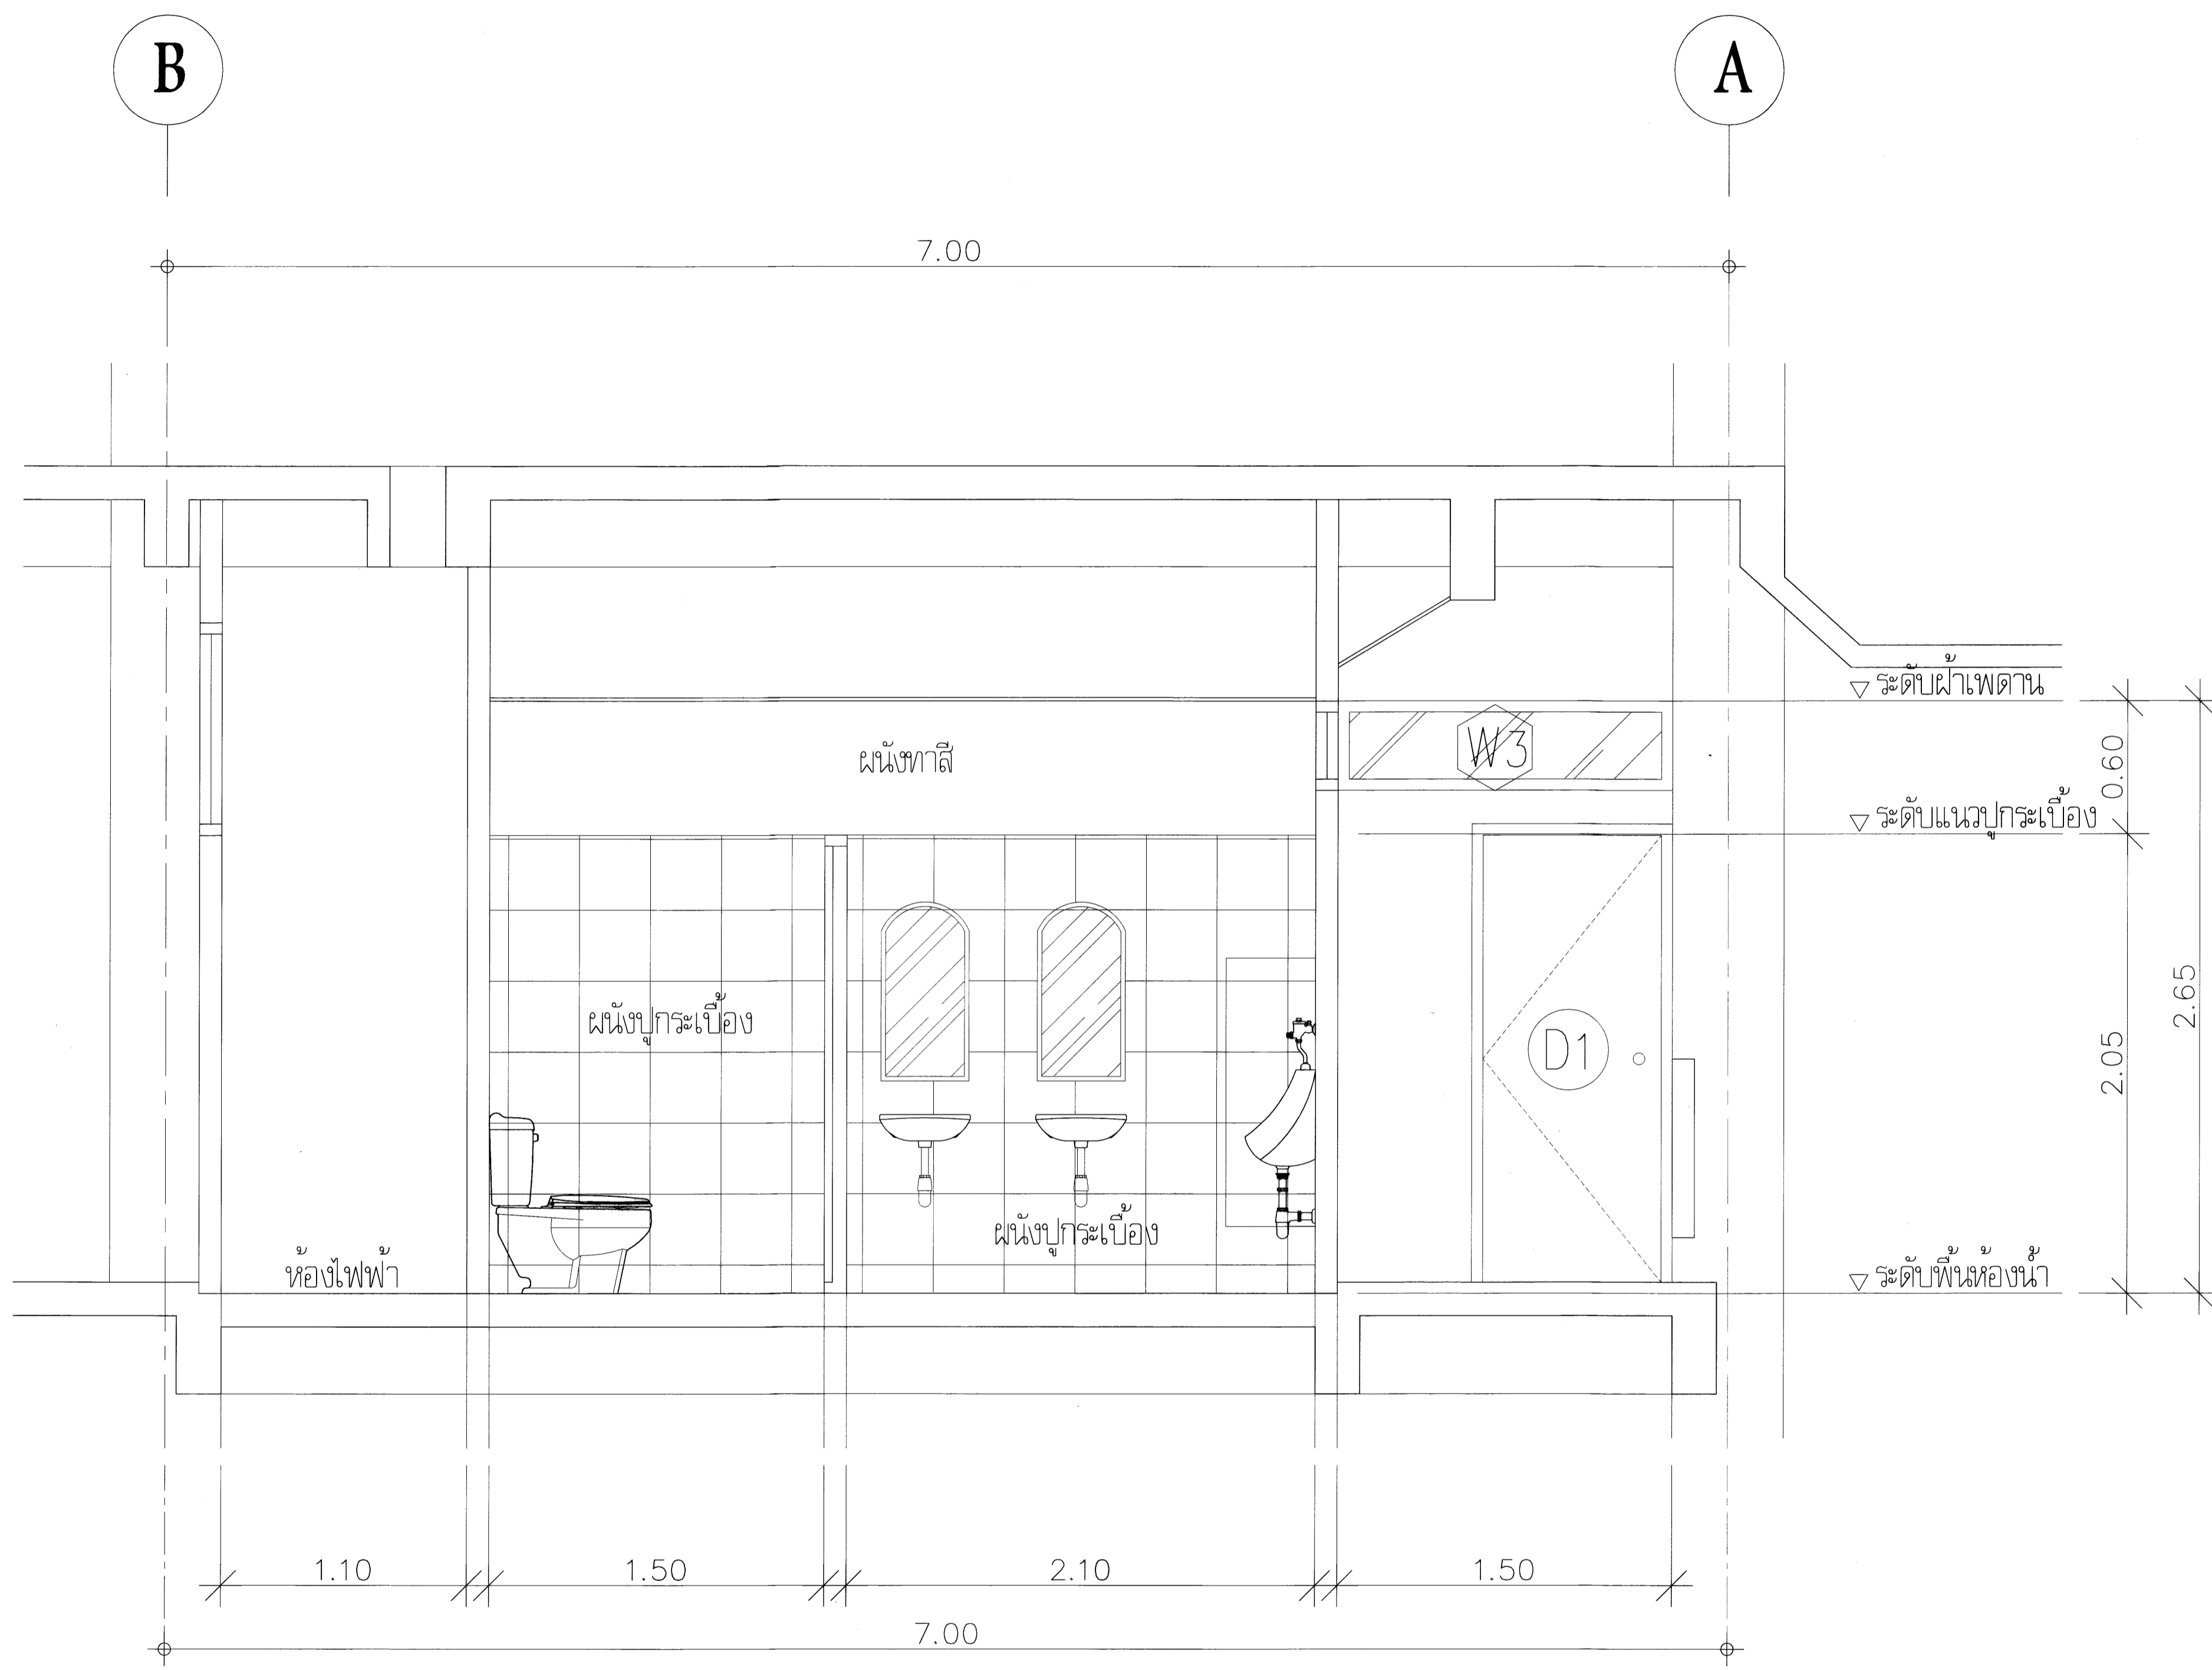 B
A
7.00
ระดับฝ้าเพดาน
ผนังทาสี
W3
0.60
ระดับแนวปูกระเบื้อง
2.65
ผนังปูกระเบื้อง
D1
2.05
ผนังปูกระเบื้อง
ห้องไฟฟ้า
ระดับพื้นห้องน้ำ
1.10
1.50
2.10
1.50
7.00